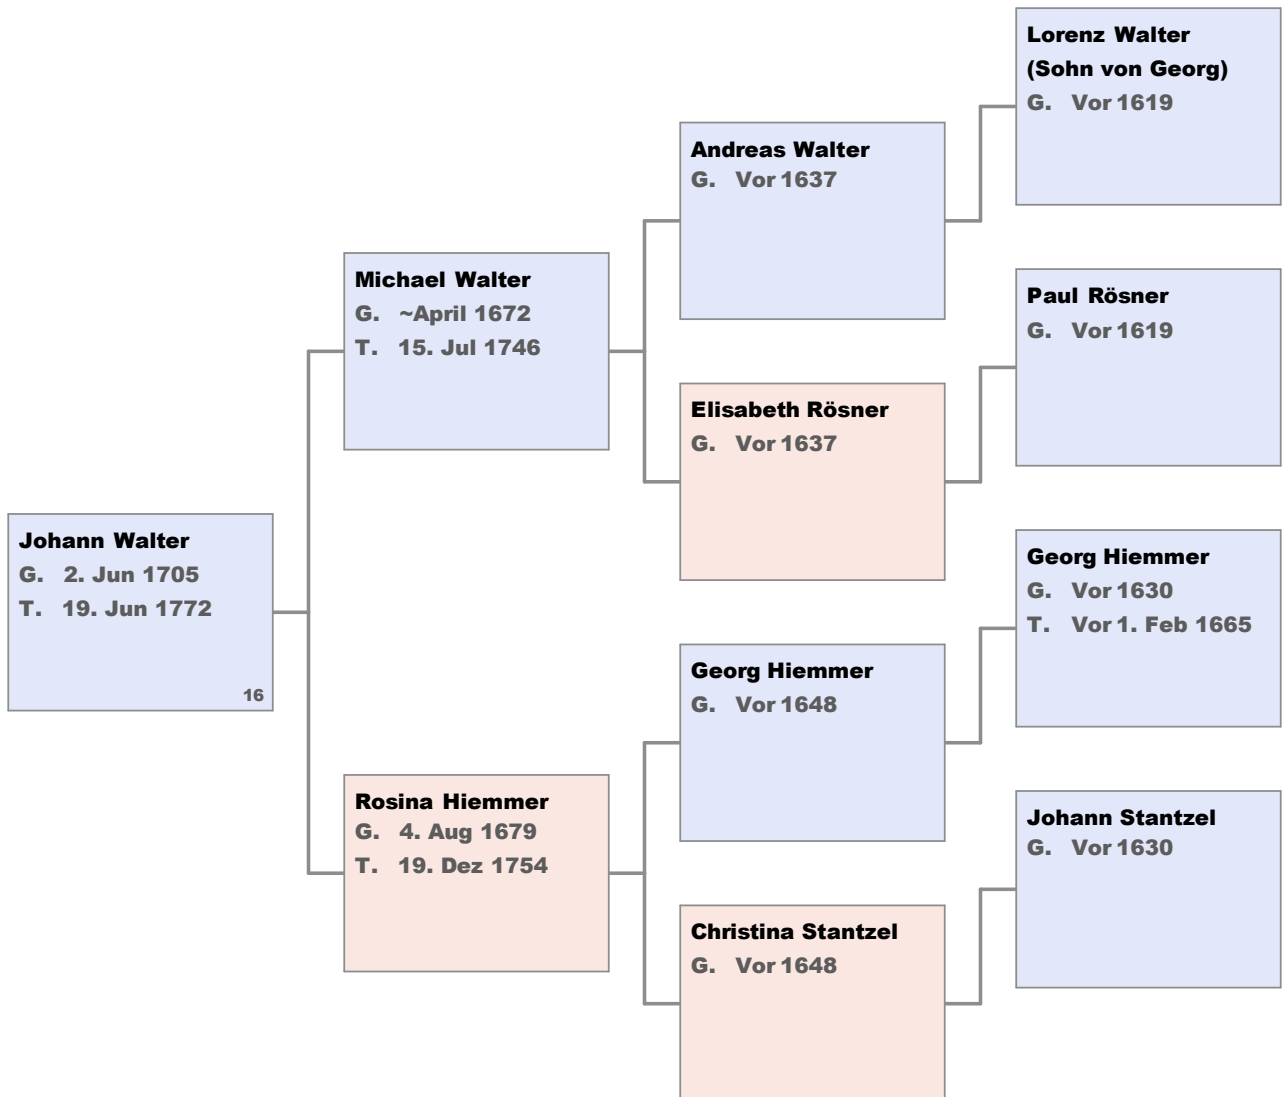 Lorenz Walter
(Sohn von Georg)
G. Vor 1619
Andreas Walter
G. Vor 1637
Michael Walter
G. ~April 1672
T. 15. Jul 1746
Paul Rösner
G. Vor 1619
Elisabeth Rösner
G. Vor 1637
Johann Walter
G. 2. Jun 1705
T. 19. Jun 1772
16
Georg Hiemmer
G. Vor 1630
T. Vor 1. Feb 1665
Georg Hiemmer
G. Vor 1648
Rosina Hiemmer
G. 4. Aug 1679
T. 19. Dez 1754
Johann Stantzel
G. Vor 1630
Christina Stantzel
G. Vor 1648